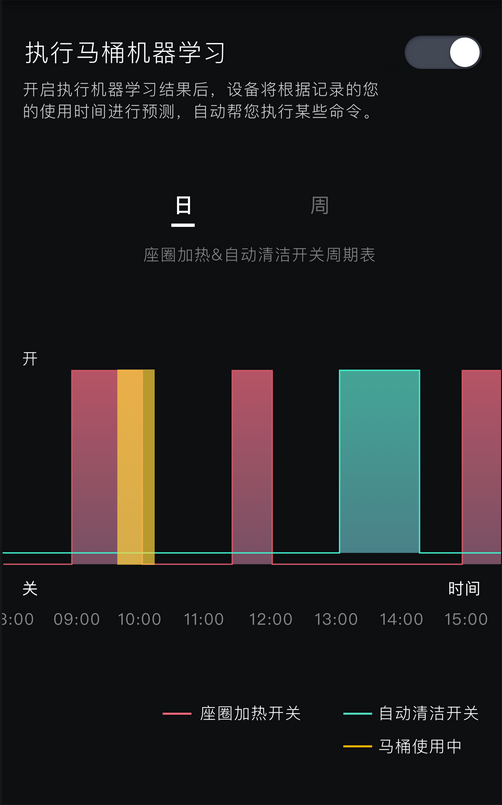 执行马桶机器学习
开启执行机器学习结果后，设备将根据记录的您
的使用时间进行预测，自动帮您执行某些命令。
日 周
座圈加热&自动清洁开关周期表
开
关 时间
3:00 09:00 10:00 11:00 12:00 13:00 14:00 15:00
座圈加热开关 自动清洁开关
马桶使用中